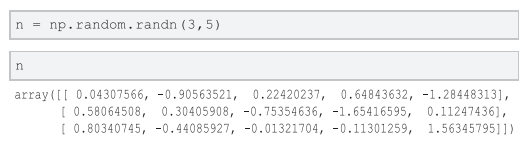 n = np.random.randn(3,5)
n
array([[ 0.04307566, -0.90563521, 0.22420237, 0.64843632, -1.28448313],
[ 0.58064508, 0.30405908, -0.75354636, -1.65416595, 0.11247436],
[ 0.80340745, -0.44085927, -0.01321704, -0.11301259, 1.56345795]])